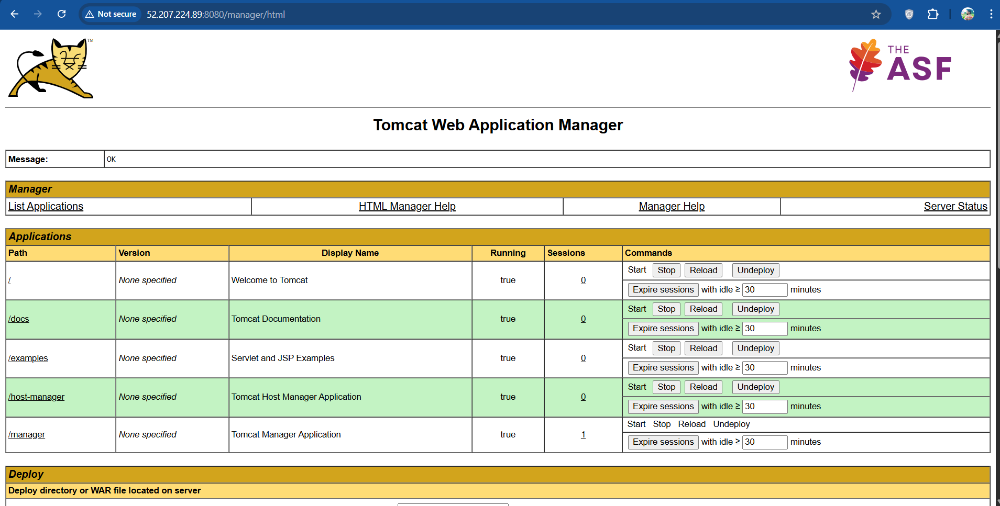 Not secure 52.207.224.89:8080/manager/html
TM
THE
ASF
Tomcat Web Application Manager
Message: OK
Manager
List Applications HTML Manager Help Manager Help Server Status
Applications
Path Version Display Name Running Sessions Commands
/ None specified Welcome to Tomcat true 0 Start Stop Reload Undeploy
Expire sessions with idle ≥ 30 minutes
/docs None specified Tomcat Documentation true 0 Start Stop Reload Undeploy
Expire sessions with idle ≥ 30 minutes
/examples None specified Servlet and JSP Examples true 0 Start Stop Reload Undeploy
Expire sessions with idle ≥ 30 minutes
/host-manager None specified Tomcat Host Manager Application true 0 Start Stop Reload Undeploy
Expire sessions with idle ≥ 30 minutes
/manager None specified Tomcat Manager Application true 1 Start Stop Reload Undeploy
Expire sessions with idle ≥ 30 minutes
Deploy
Deploy directory or WAR file located on server